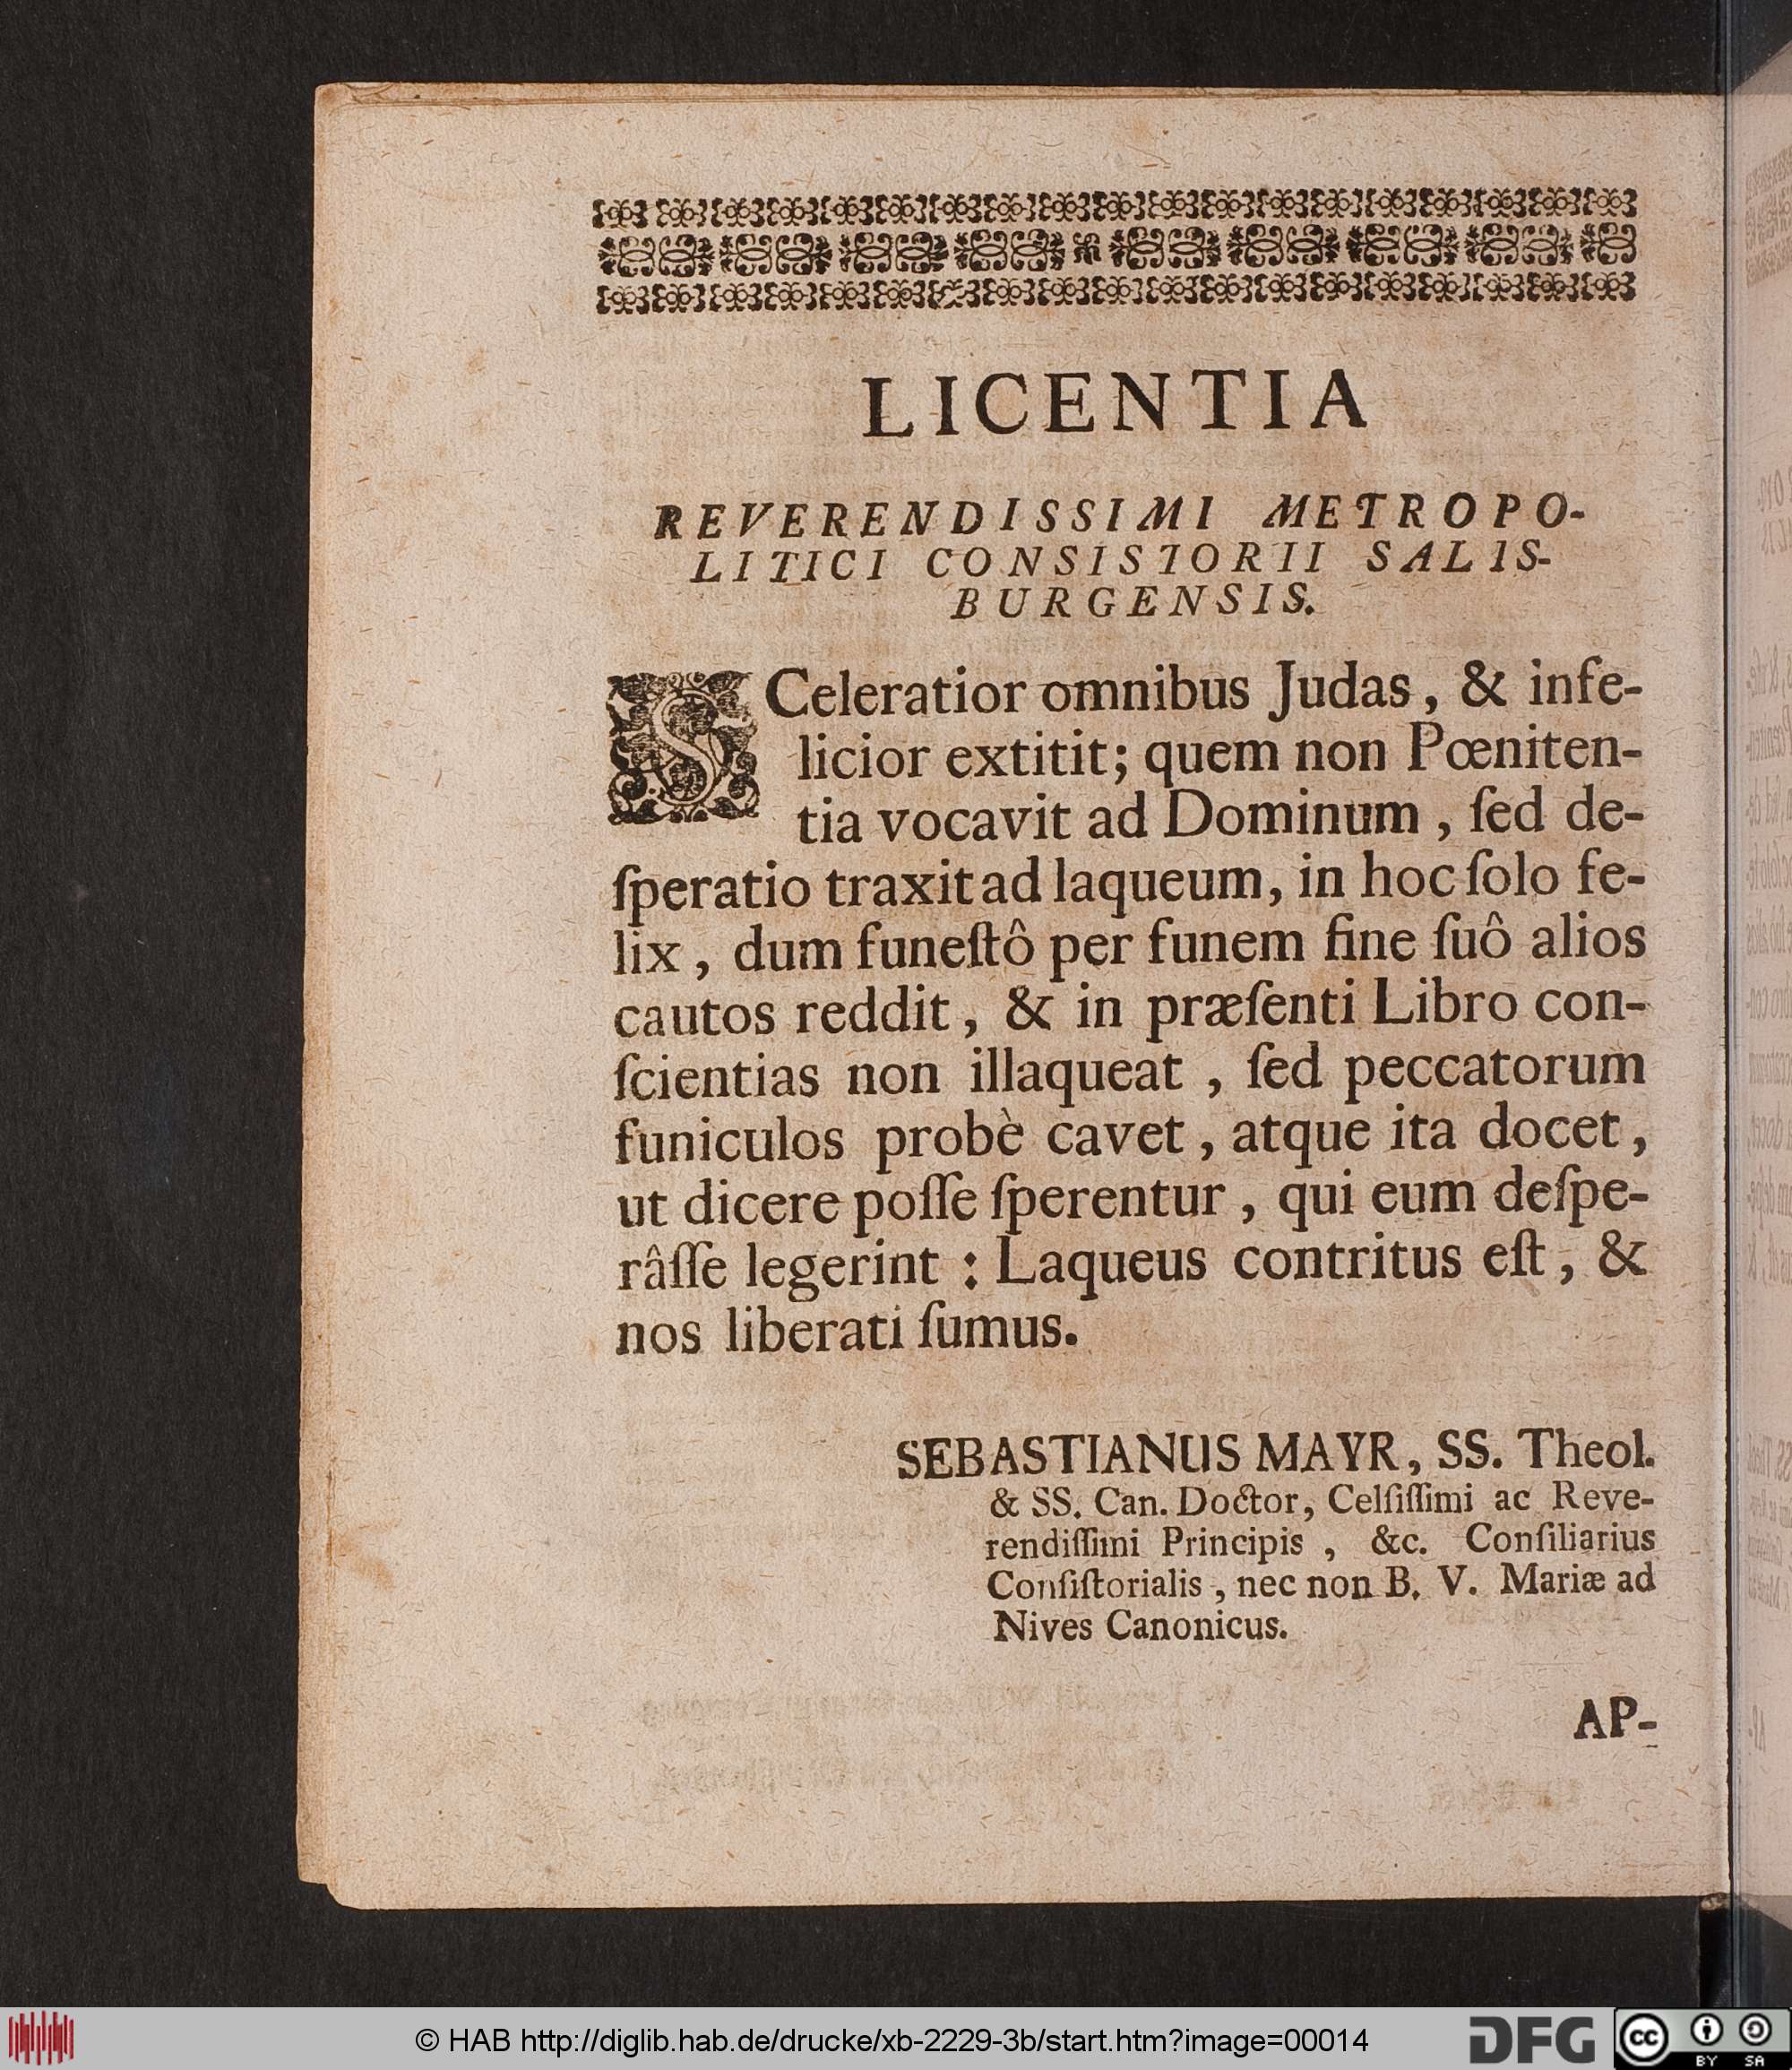 LICENTIA
REVERENDISSIMI METROPO-
LITICI CONSISTORII SALIS-
BURGENSIS.
SCeleratior omnibus Judas, & infe-
licior extitit; quem non Pœniten-
tia vocavit ad Dominum, ſed de-
ſperatio traxit ad laqueum, in hoc ſolo fe-
lix, dum funeſtô per funem fine ſuô alios
cautos reddit, & in præſenti Libro con-
ſcientias non illaqueat, ſed peccatorum
funiculos probè cavet, atque ita docet,
ut dicere poſſe ſperentur, qui eum deſpe-
râſſe legerint: Laqueus contritus eſt, &
nos liberati ſumus.
SEBASTIANUS MAYR, SS. Theol.
& SS. Can. Doctor, Celſiſſimi ac Reve-
rendiſſimi Principis, &c. Conſiliarius
Conſiſtorialis, nec non B. V. Mariæ ad
Nives Canonicus.
AP-
© HAB http://diglib.hab.de/drucke/xb-2229-3b/start.htm?image=00014
DFG
cc BY SA